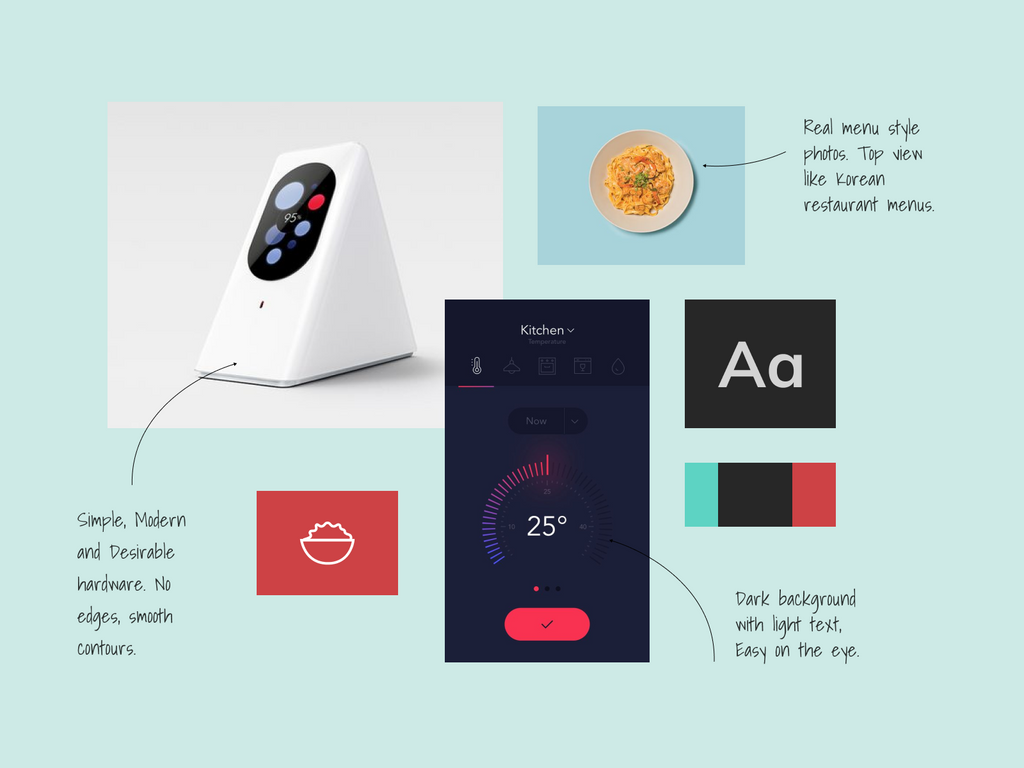 Real menu style
photos. Top view
like Korean
restaurant menus.
95%
Kitchen
Temperature
Now
25
10
40
25°
Aa
Simple, Modern
and Desirable
hardware. No
edges, smooth
contours.
Dark background
with light text,
Easy on the eye.